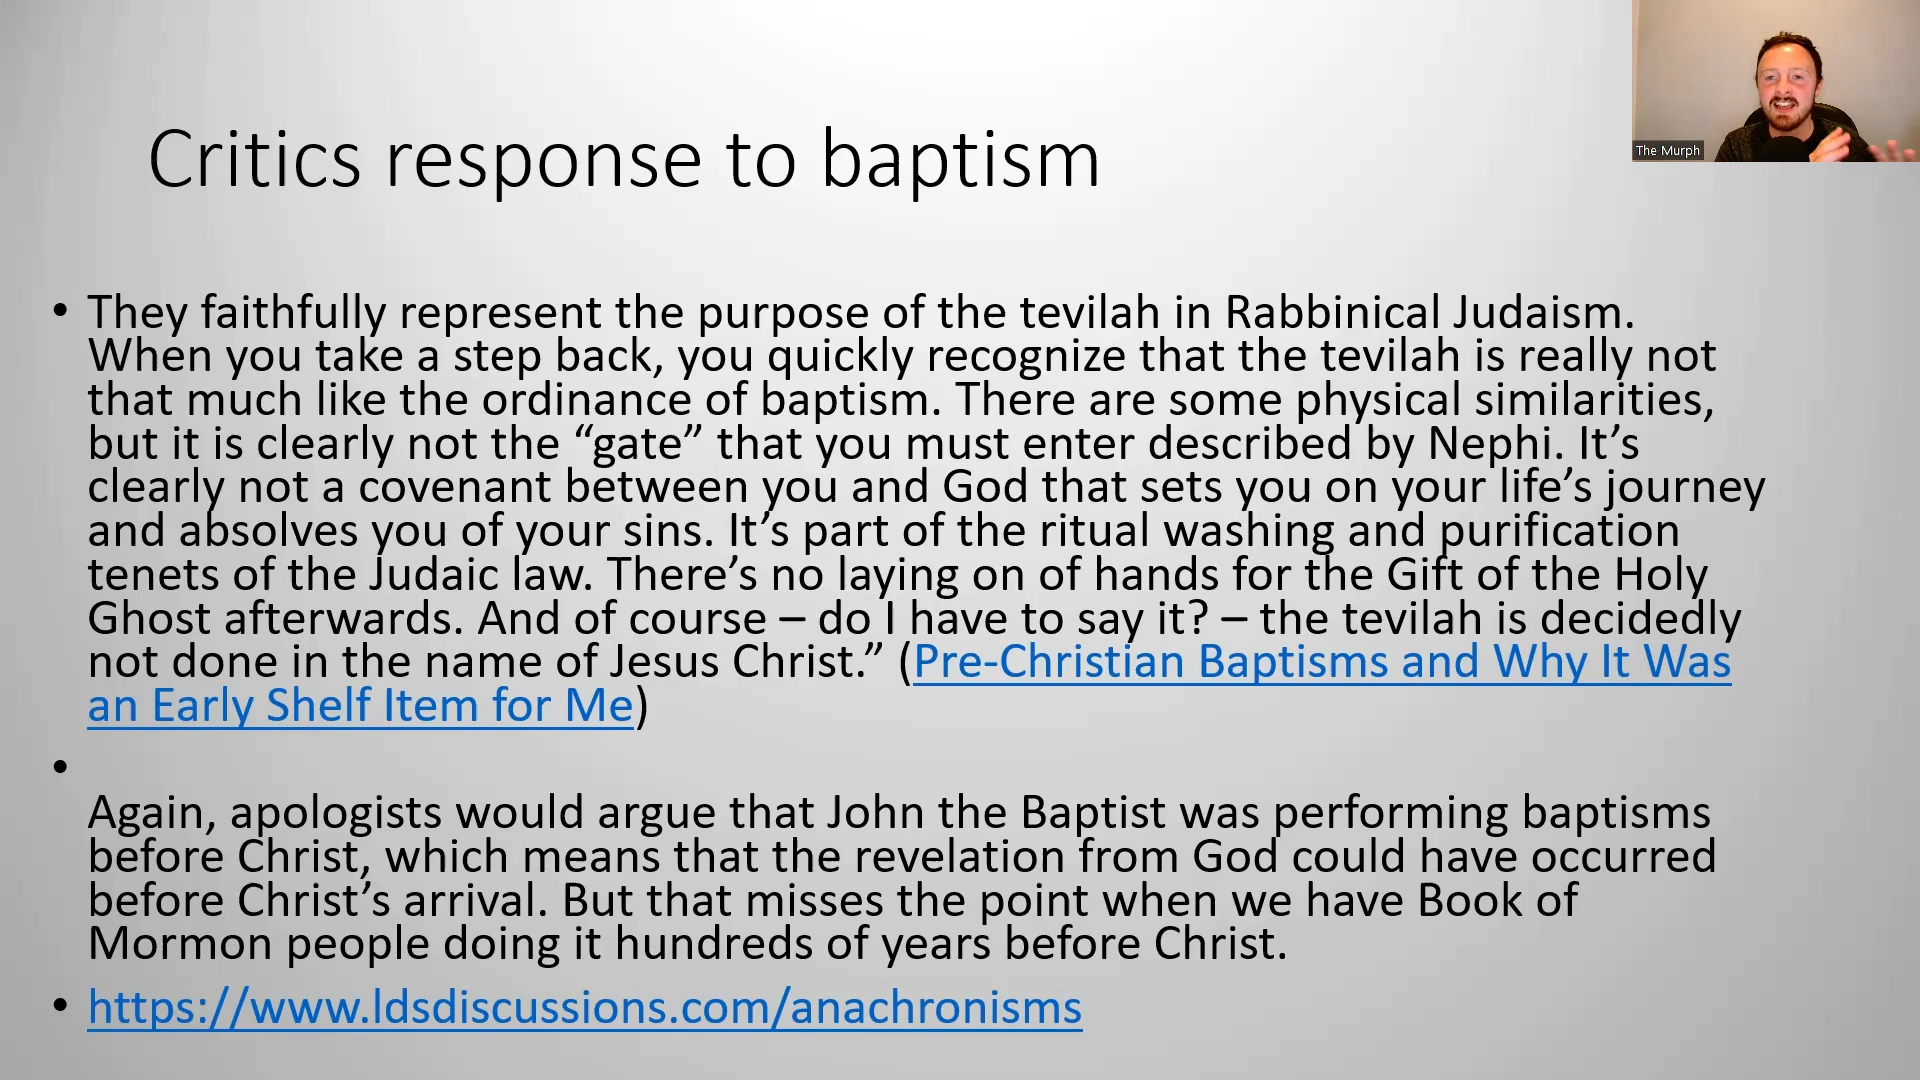 The Murph
Critics response to baptism
• They faithfully represent the purpose of the tevilah in Rabbinical Judaism.
When you take a step back, you quickly recognize that the tevilah is really not
that much like the ordinance of baptism. There are some physical similarities,
but it is clearly not the “gate” that you must enter described by Nephi. It’s
clearly not a covenant between you and God that sets you on your life’s journey
and absolves you of your sins. It’s part of the ritual washing and purification
tenets of the Judaic law. There’s no laying on of hands for the Gift of the Holy
Ghost afterwards. And of course – do I have to say it? – the tevilah is decidedly
not done in the name of Jesus Christ.” (Pre-Christian Baptisms and Why It Was
an Early Shelf Item for Me)
•
Again, apologists would argue that John the Baptist was performing baptisms
before Christ, which means that the revelation from God could have occurred
before Christ’s arrival. But that misses the point when we have Book of
Mormon people doing it hundreds of years before Christ.
• https://www.ldsdiscussions.com/anachronisms